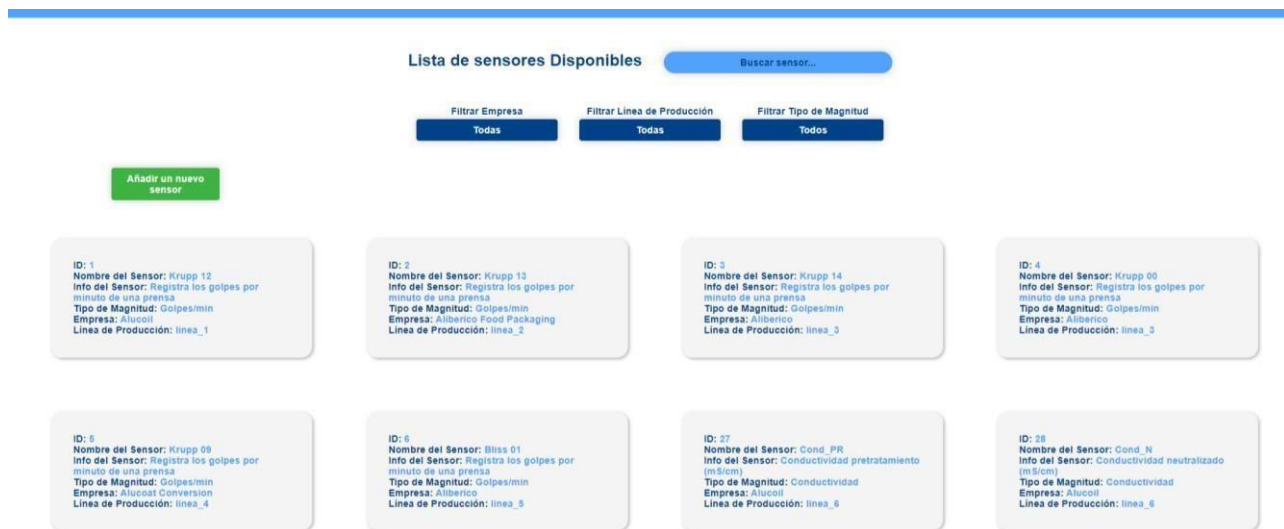 Lista de sensores Disponibles
Buscar sensor...
Filtrar Empresa
Todas
Filtrar Linea de Producción
Todas
Filtrar Tipo de Magnitud
Todos
Añadir un nuevo
sensor
ID: 1
Nombre del Sensor: Krupp 12
Info del Sensor: Registra los golpes por
minuto de una prensa
Tipo de Magnitud: Golpes/min
Empresa: Alucoil
Linea de Producción: linea_1
ID: 2
Nombre del Sensor: Krupp 13
Info del Sensor: Registra los golpes por
minuto de una prensa
Tipo de Magnitud: Golpes/min
Empresa: Aliberico Food Packaging
Linea de Producción: linea_2
ID: 3
Nombre del Sensor: Krupp 14
Info del Sensor: Registra los golpes por
minuto de una prensa
Tipo de Magnitud: Golpes/min
Empresa: Aliberico
Linea de Producción: linea_3
ID: 4
Nombre del Sensor: Krupp 00
Info del Sensor: Registra los golpes por
minuto de una prensa
Tipo de Magnitud: Golpes/min
Empresa: Aliberico
Linea de Producción: linea_3
ID: 5
Nombre del Sensor: Krupp 09
Info del Sensor: Registra los golpes por
minuto de una prensa
Tipo de Magnitud: Golpes/min
Empresa: Alucoat Conversion
Linea de Producción: linea_4
ID: 6
Nombre del Sensor: Bliss 01
Info del Sensor: Registra los golpes por
minuto de una prensa
Tipo de Magnitud: Golpes/min
Empresa: Aliberico
Linea de Producción: linea_5
ID: 27
Nombre del Sensor: Cond_PR
Info del Sensor: Conductividad pretratamiento
(mS/cm)
Tipo de Magnitud: Conductividad
Empresa: Alucoil
Linea de Producción: linea_6
ID: 28
Nombre del Sensor: Cond_N
Info del Sensor: Conductividad neutralizado
(mS/cm)
Tipo de Magnitud: Conductividad
Empresa: Alucoil
Linea de Producción: linea_6